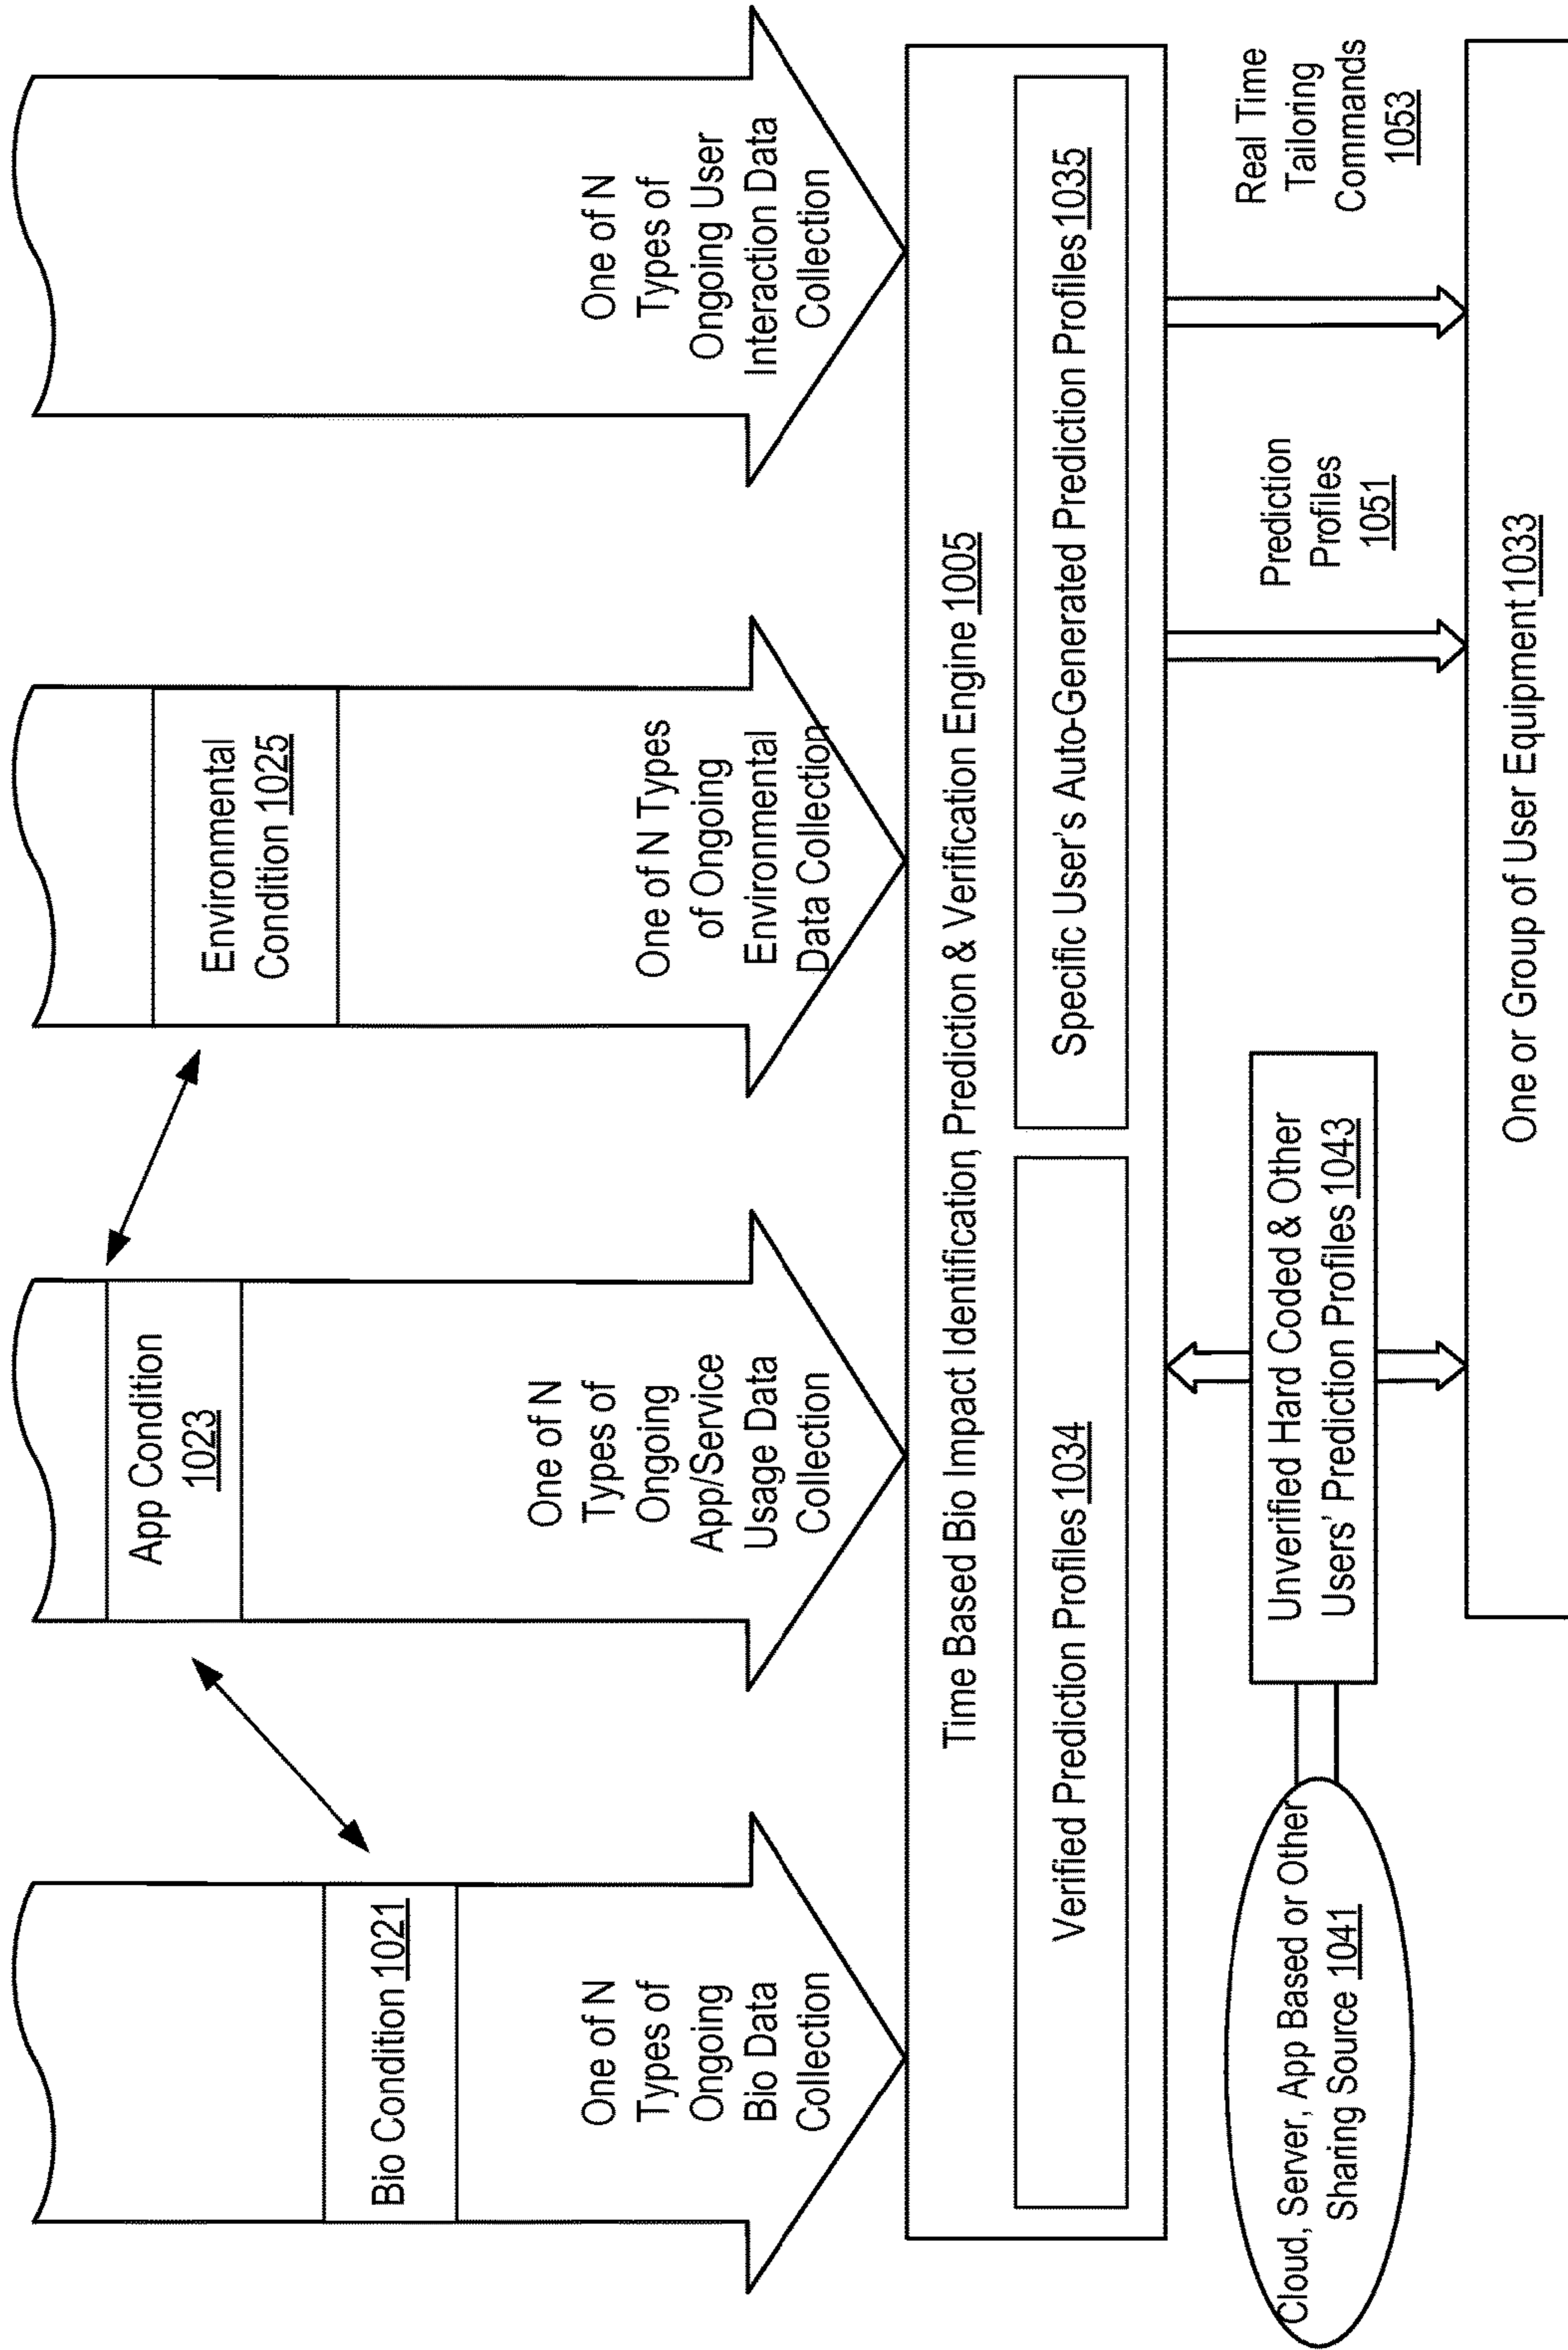 Bio Condition 1021
App Condition
1023
Environmental
Condition 1025
One of N
Types of
Ongoing
Bio Data
Collection
One of N
Types of
Ongoing
App/Service
Usage Data
Collection
One of N Types
of Ongoing
Environmental
Data Collection
One of N
Types of
Ongoing User
Interaction Data
Collection
Time Based Bio Impact Identification, Prediction & Verification Engine 1005
Verified Prediction Profiles 1034
Specific User's Auto-Generated Prediction Profiles 1035
Cloud, Server, App Based or Other
Sharing Source 1041
Unverified Hard Coded & Other
Users' Prediction Profiles 1043
Prediction
Profiles
1051
Real Time
Tailoring
Commands
1053
One or Group of User Equipment 1033